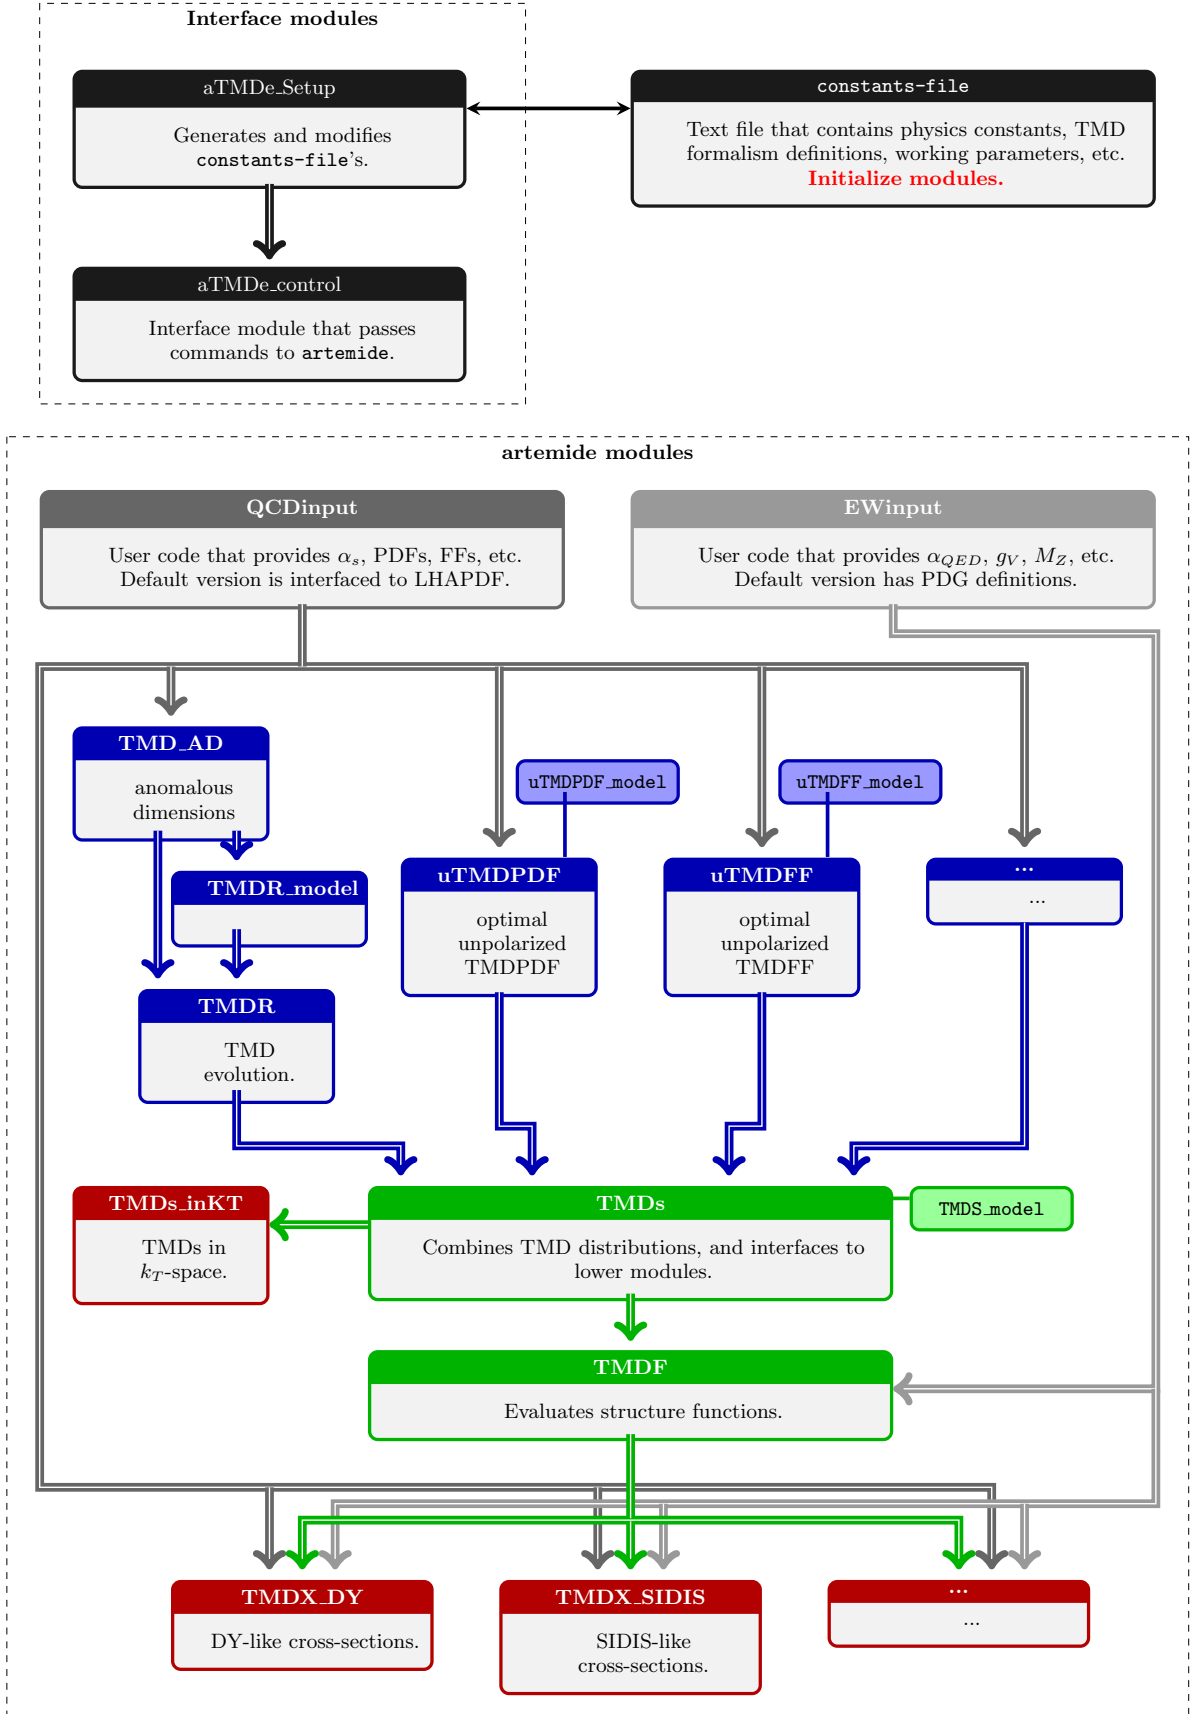 Interface modules
aTMDe_Setup
Generates and modifies
constants-file's.
constants-file
Text file that contains physics constants, TMD
formalism definitions, working parameters, etc.
Initialize modules.
aTMDe_control
Interface module that passes
commands to artemide.
artemide modules
QCDinput
User code that provides αs, PDFs, FFs, etc.
Default version is interfaced to LHAPDF.
EWinput
User code that provides αQED, gV, MZ, etc.
Default version has PDG definitions.
TMD_AD
anomalous
dimensions
uTMDPDF_model
uTMDFF_model
TMDR_model
uTMDPDF
optimal
unpolarized
TMDPDF
uTMDFF
optimal
unpolarized
TMDFF
...
...
TMDR
TMD
evolution.
TMDs_inKT
TMDs in
kT-space.
TMDs
Combines TMD distributions, and interfaces to
lower modules.
TMDS_model
TMDF
Evaluates structure functions.
TMDX_DY
DY-like cross-sections.
TMDX_SIDIS
SIDIS-like
cross-sections.
...
...